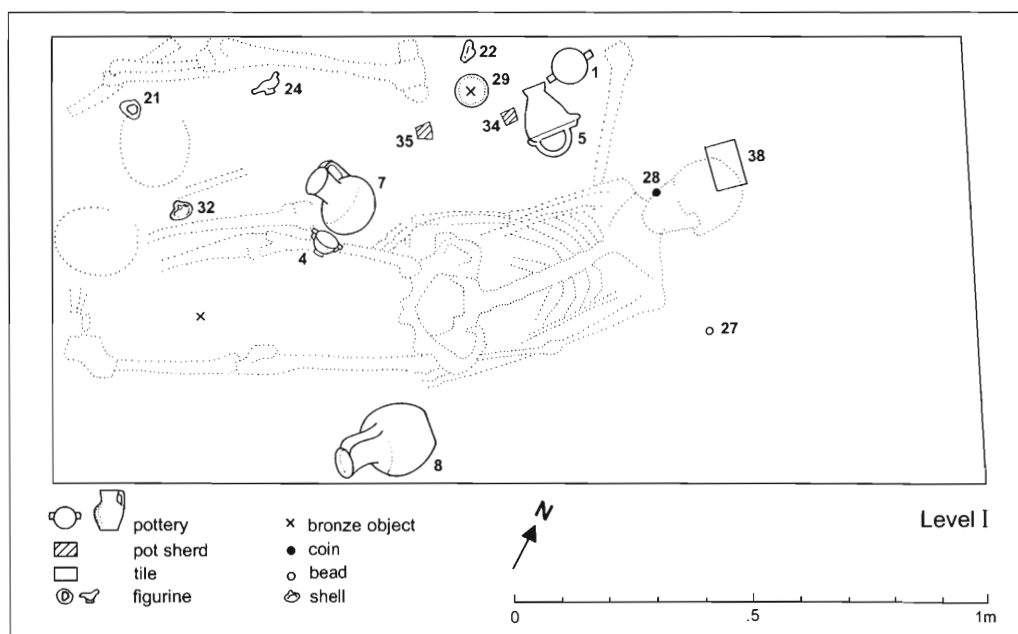 22
1
29
24
21
34
35
5
38
7
28
32
4
27
8
N
Level I
pottery
pot sherd
tile
D figurine
× bronze object
coin
bead
shell
0 .5 1m